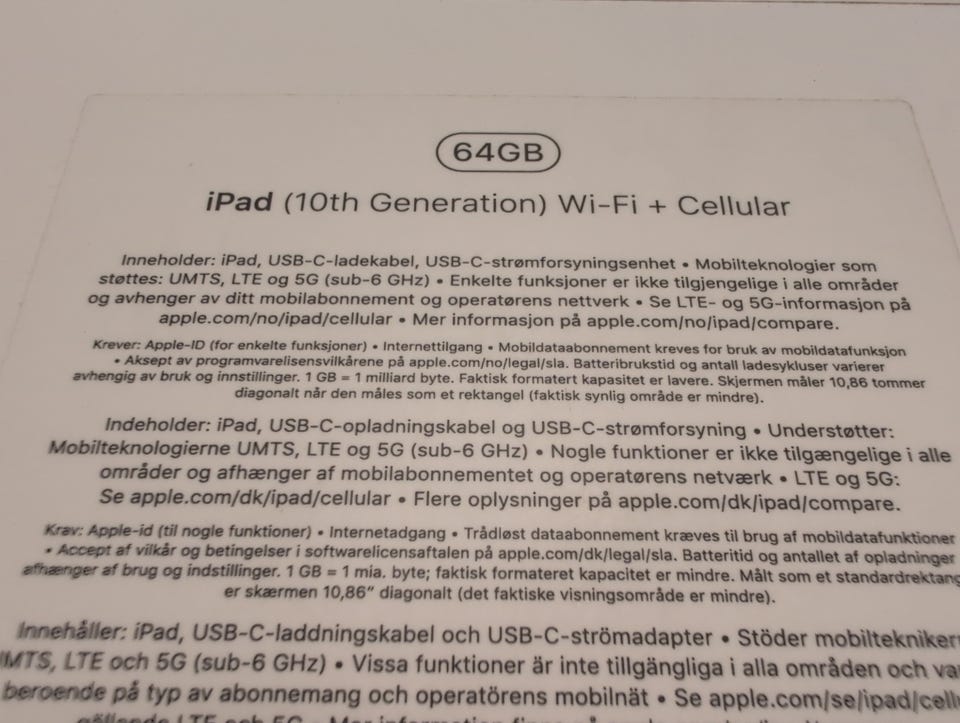 64GB
iPad (10th Generation) Wi-Fi + Cellular
Inneholder: iPad, USB-C-ladekabel, USB-C-strømforsyningsenhet • Mobilteknologier som
støttes: UMTS, LTE og 5G (sub-6 GHz) • Enkelte funksjoner er ikke tilgjengelige i alle områder
og avhenger av ditt mobilabonnement og operatørens nettverk • Se LTE- og 5G-informasjon på
apple.com/no/ipad/cellular • Mer informasjon på apple.com/no/ipad/compare.
Krever: Apple-ID (for enkelte funksjoner) • Internettilgang • Mobildataabonnement kreves for bruk av mobildatafunksjon
• Aksept av programvarelisensvilkårene på apple.com/no/legal/sla. Batteribrukstid og antall ladesykluser varierer
avhengig av bruk og innstillinger. 1 GB = 1 milliard byte. Faktisk formatert kapasitet er lavere. Skjermen måler 10,86 tommer
diagonalt når den måles som et rektangel (faktisk synlig område er mindre).
Indeholder: iPad, USB-C-opladningskabel og USB-C-strømforsyning • Understøtter:
Mobilteknologierne UMTS, LTE og 5G (sub-6 GHz) • Nogle funktioner er ikke tilgængelige i alle
områder og afhænger af mobilabonnementet og operatørens netværk • LTE og 5G:
Se apple.com/dk/ipad/cellular • Flere oplysninger på apple.com/dk/ipad/compare.
Krav: Apple-id (til nogle funktioner) • Internetadgang • Trådløst dataabonnement kræves til brug af mobildatafunktioner
• Accept af vilkår og betingelser i softwarelicensaftalen på apple.com/dk/legal/sla. Batteritid og antallet af opladninger
afhænger af brug og indstillinger. 1 GB = 1 mia. byte; faktisk formateret kapacitet er mindre. Målt som et standardrektang
er skærmen 10,86" diagonalt (det faktiske visningsområde er mindre).
Innehåller: iPad, USB-C-laddningskabel och USB-C-strömadapter • Stöder mobiltekniker
UMTS, LTE och 5G (sub-6 GHz) • Vissa funktioner är inte tillgängliga i alla områden och va
beroende på typ av abonnemang och operatörens mobilnät • Se apple.com/se/ipad/cell
LTE och 5G • Mer information finns på